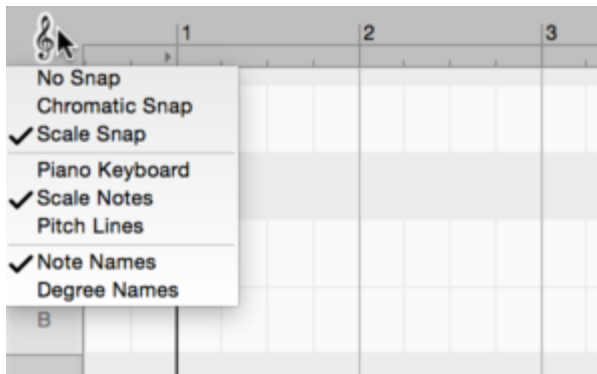 1 2 3
No Snap
Chromatic Snap
Scale Snap
Piano Keyboard
Scale Notes
Pitch Lines
Note Names
Degree Names
B